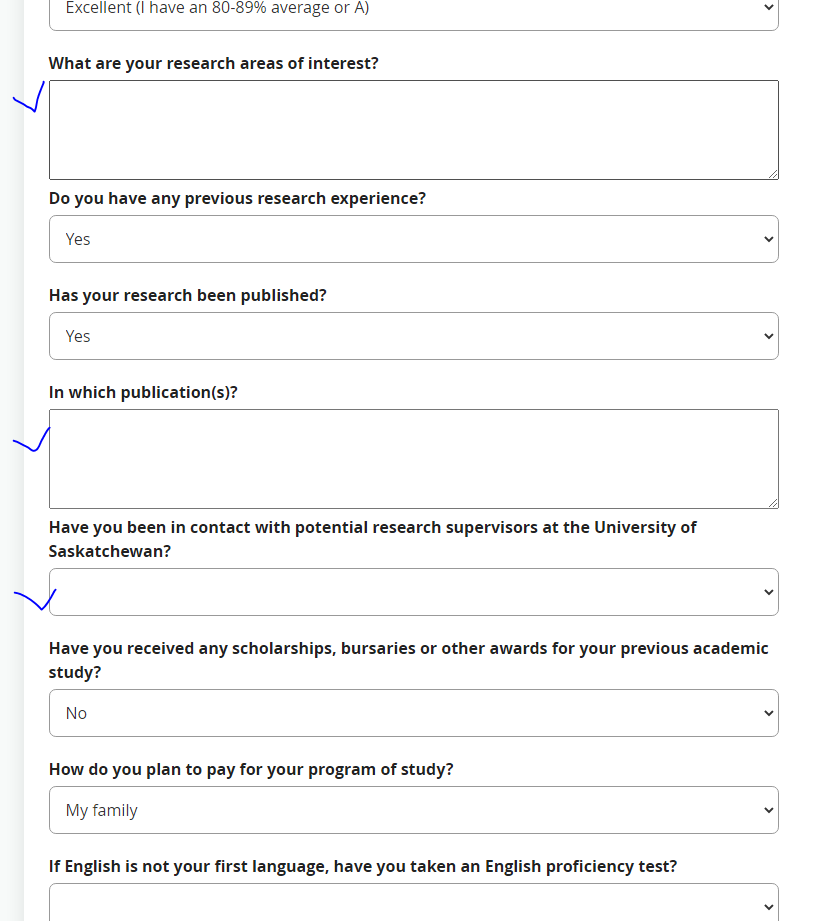 Excellent (I have an 80-89% average or A)
What are your research areas of interest?
Do you have any previous research experience?
Yes
Has your research been published?
Yes
In which publication(s)?
Have you been in contact with potential research supervisors at the University of
Saskatchewan?
Have you received any scholarships, bursaries or other awards for your previous academic
study?
No
How do you plan to pay for your program of study?
My family
If English is not your first language, have you taken an English proficiency test?